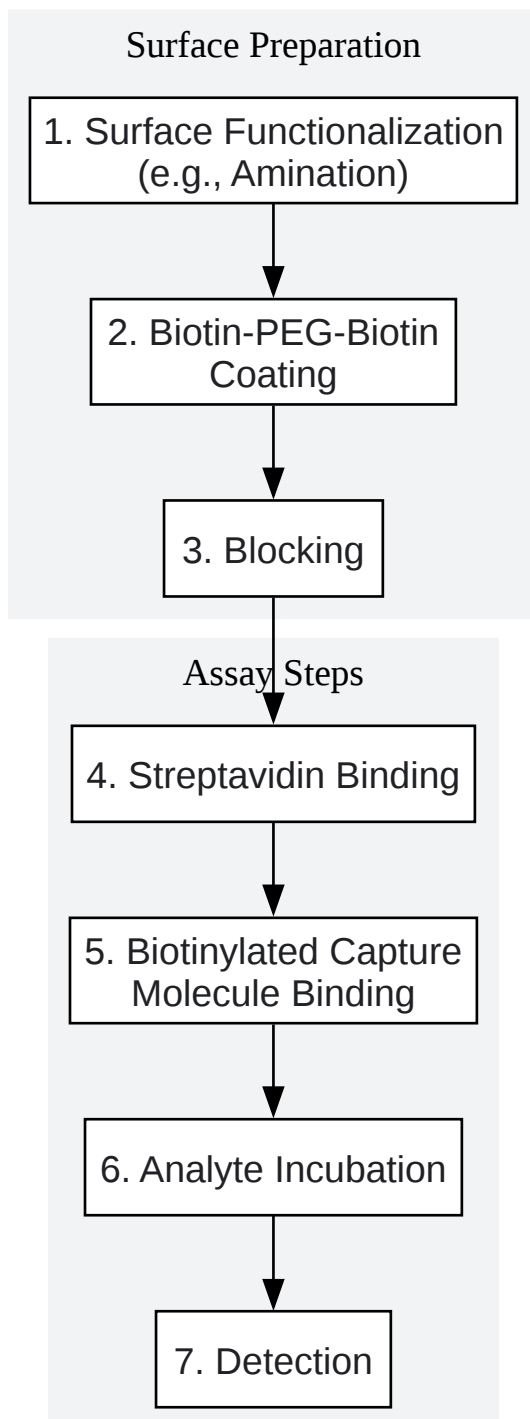 Surface Preparation
1. Surface Functionalization
(e.g., Amination)
2. Biotin-PEG-Biotin
Coating
3. Blocking
Assay Steps
4. Streptavidin Binding
5. Biotinylated Capture
Molecule Binding
6. Analyte Incubation
7. Detection